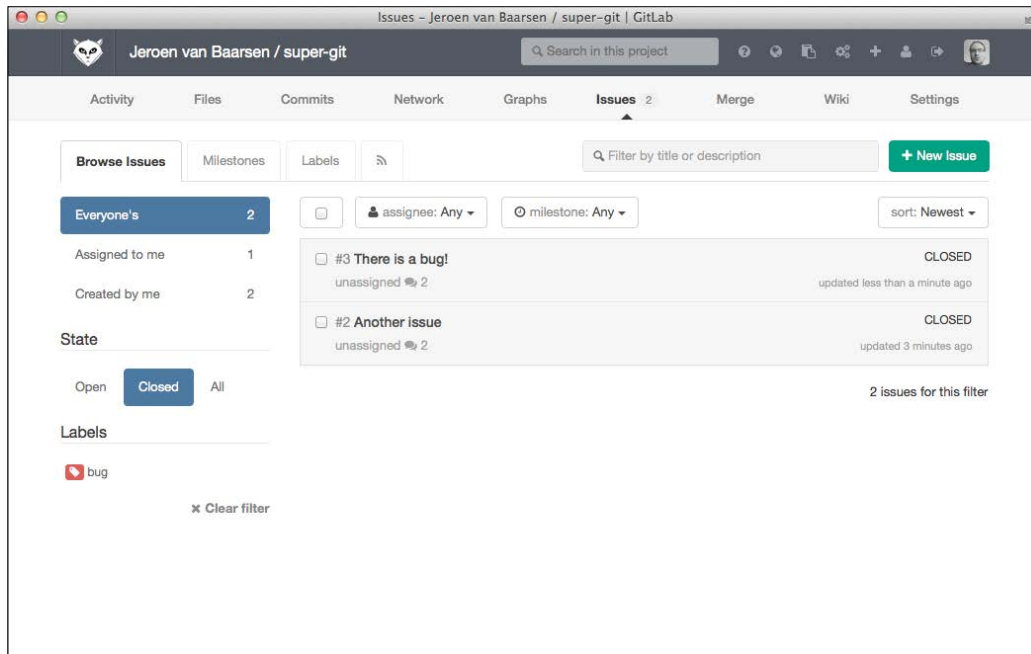 Issues – Jeroen van Baarsen / super-git | GitLab
Jeroen van Baarsen / super-git
Search in this project
Activity Files Commits Network Graphs Issues 2 Merge Wiki Settings
Browse Issues Milestones Labels
Filter by title or description
+ New Issue
Everyone's 2
Assigned to me 1
Created by me 2
State
Open Closed All
Labels
bug
× Clear filter
assignee: Any
milestone: Any
sort: Newest
#3 There is a bug! CLOSED
unassigned 2 updated less than a minute ago
#2 Another issue CLOSED
unassigned 2 updated 3 minutes ago
2 issues for this filter